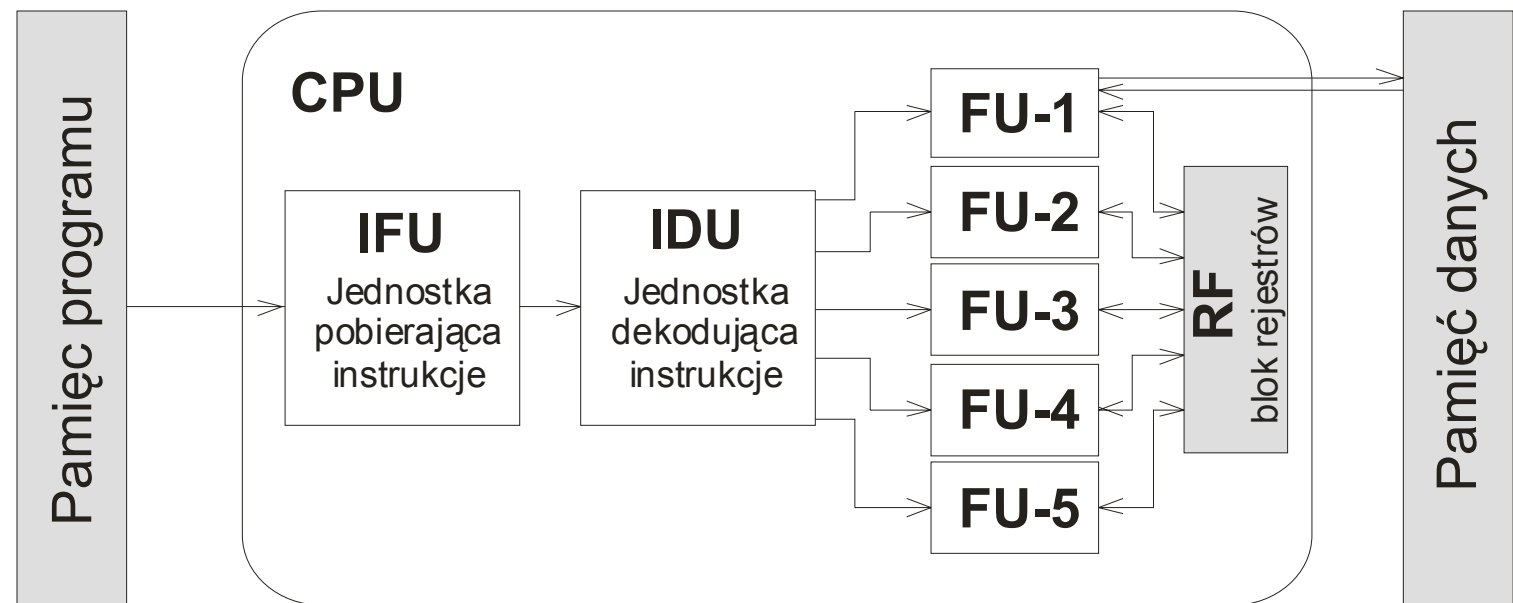 Pamięc programu
CPU
IFU
Jednostka
pobierająca
instrukcje
IDU
Jednostka
dekodująca
instrukcje
FU-1
FU-2
FU-3
FU-4
FU-5
RF
blok rejestrów
Pamięć danych